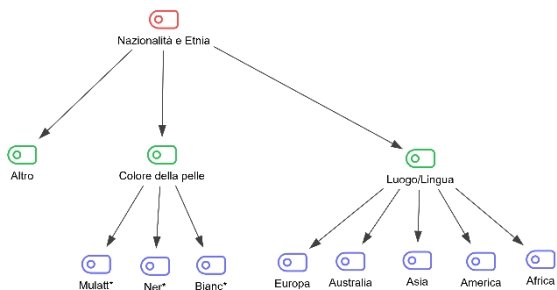 Nazionalità e Etnia
Altro
Colore della pelle
Luogo/Lingua
Mulatt*
Ner*
Bianc*
Europa
Australia
Asia
America
Africa